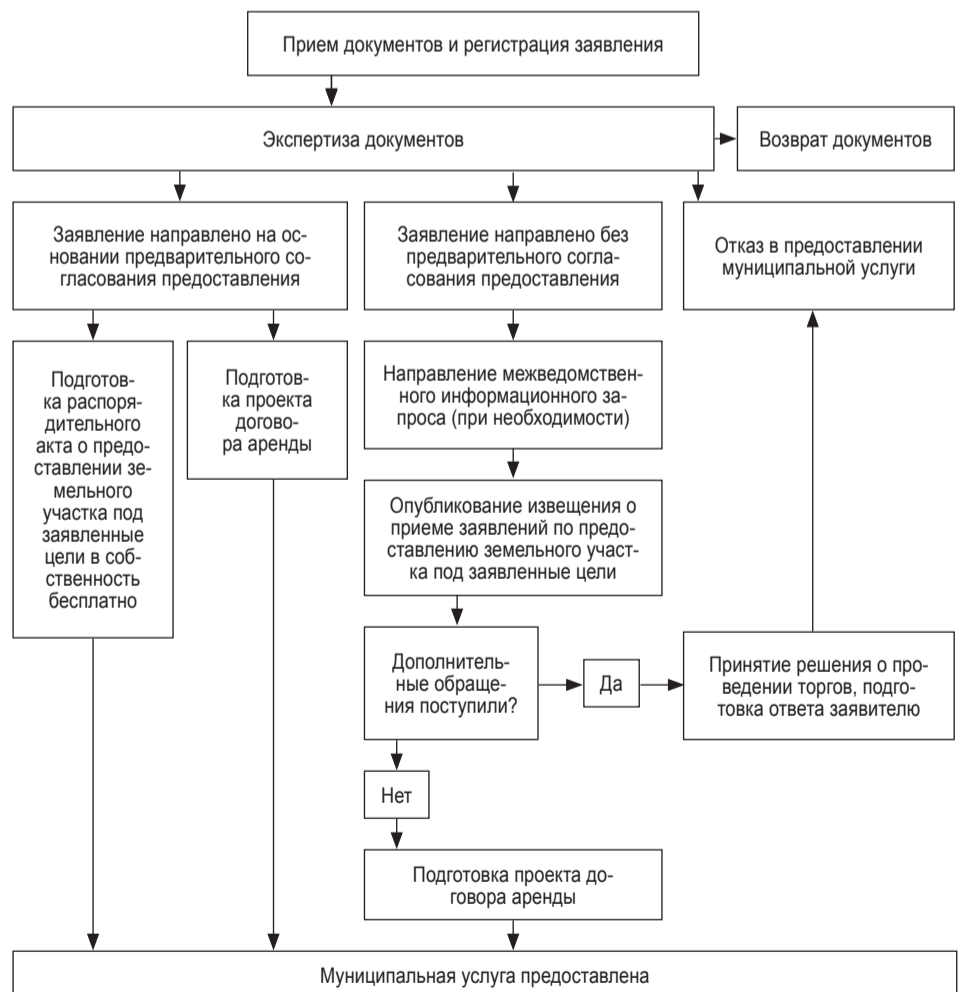 Прием документов и регистрация заявления
Экспертиза документов
Возврат документов
Заявление направлено на ос-
новании предварительного со-
гласования предоставления
Заявление направлено без
предварительного согла-
сования предоставления
Отказ в предоставлении
муниципальной услуги
Подготов-
ка распоря-
дительного
акта о предо-
ставлении зе-
мельного
участка под
заявленные
цели в соб-
ственность
бесплатно
Подготов-
ка проекта
догово-
ра аренды
Направление межведомствен-
ного информационного за-
проса (при необходимости)
Опубликование извещения о
приеме заявлений по предо-
ставлению земельного участ-
ка под заявленные цели
Дополнитель-
ные обраще-
ния поступили?
Да
Принятие решения о про-
ведении торгов, подго-
товка ответа заявителю
Нет
Подготовка проекта до-
говора аренды
Муниципальная услуга предоставлена